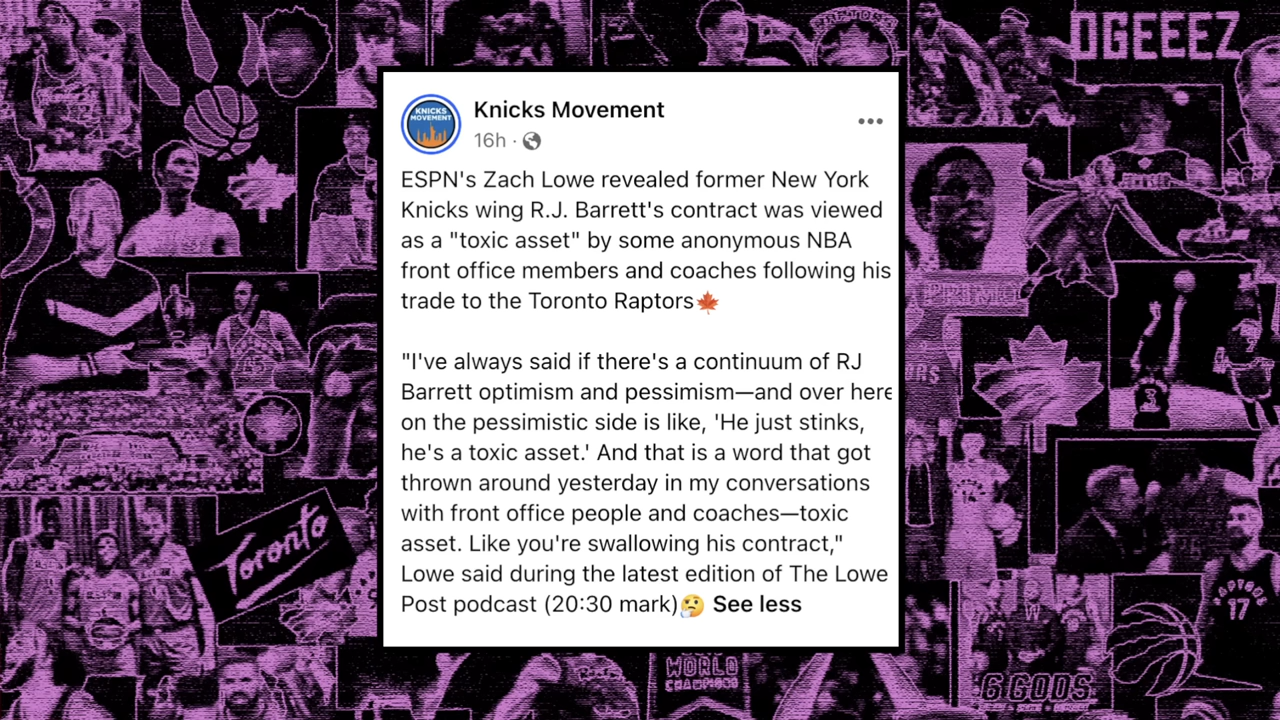 OGEEEZ
KNICKS
MOVEMENT
Knicks Movement
16h ·
ESPN's Zach Lowe revealed former New York
Knicks wing R.J. Barrett's contract was viewed
as a "toxic asset" by some anonymous NBA
front office members and coaches following his
trade to the Toronto Raptors🍁
"I've always said if there's a continuum of RJ
Barrett optimism and pessimism—and over here
on the pessimistic side is like, 'He just stinks,
he's a toxic asset.' And that is a word that got
thrown around yesterday in my conversations
with front office people and coaches—toxic
asset. Like you're swallowing his contract,"
Lowe said during the latest edition of The Lowe
Post podcast (20:30 mark)🤔 See less
Toronto
3
17
WORLD
CHAMPIONS
6 GODS